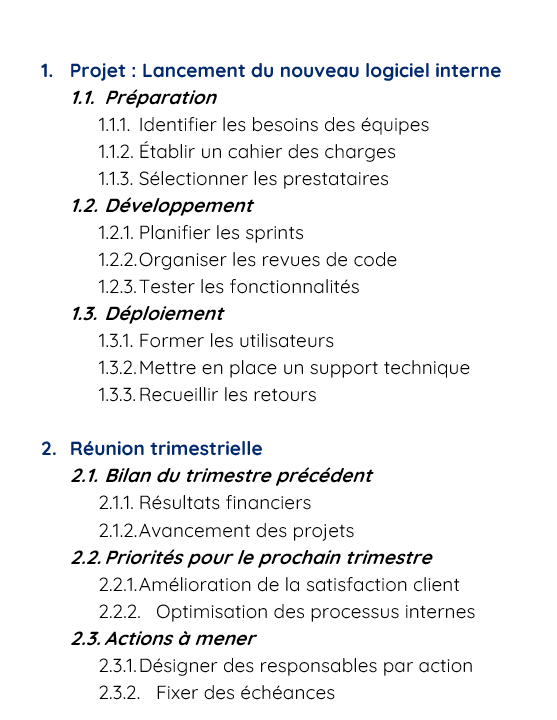 1. Projet : Lancement du nouveau logiciel interne
1.1. Préparation
1.1.1. Identifier les besoins des équipes
1.1.2. Établir un cahier des charges
1.1.3. Sélectionner les prestataires
1.2. Développement
1.2.1. Planifier les sprints
1.2.2. Organiser les revues de code
1.2.3. Tester les fonctionnalités
1.3. Déploiement
1.3.1. Former les utilisateurs
1.3.2. Mettre en place un support technique
1.3.3. Recueillir les retours
2. Réunion trimestrielle
2.1. Bilan du trimestre précédent
2.1.1. Résultats financiers
2.1.2. Avancement des projets
2.2. Priorités pour le prochain trimestre
2.2.1. Amélioration de la satisfaction client
2.2.2. Optimisation des processus internes
2.3. Actions à mener
2.3.1. Désigner des responsables par action
2.3.2. Fixer des échéances